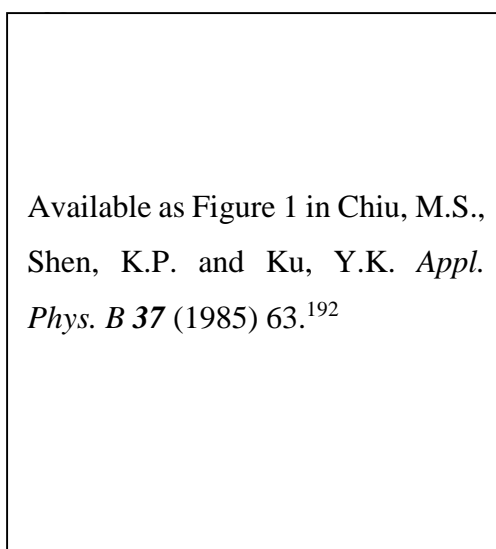 Available as Figure 1 in Chiu, M.S.,
Shen, K.P. and Ku, Y.K. Appl.
Phys. B 37 (1985) 63.192